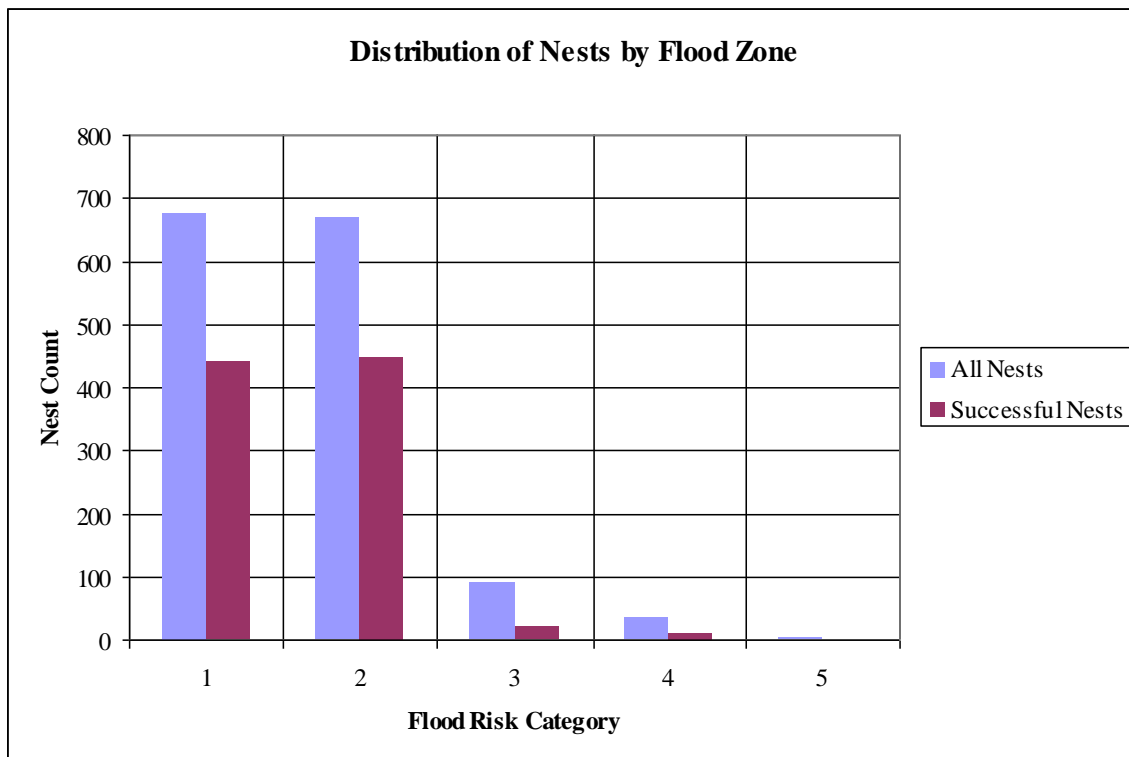 Distribution of Nests by Flood Zone
800
700
600
500
400
300
200
100
0
Nest Count
1 2 3 4 5
Flood Risk Category
All Nests
Successful Nests